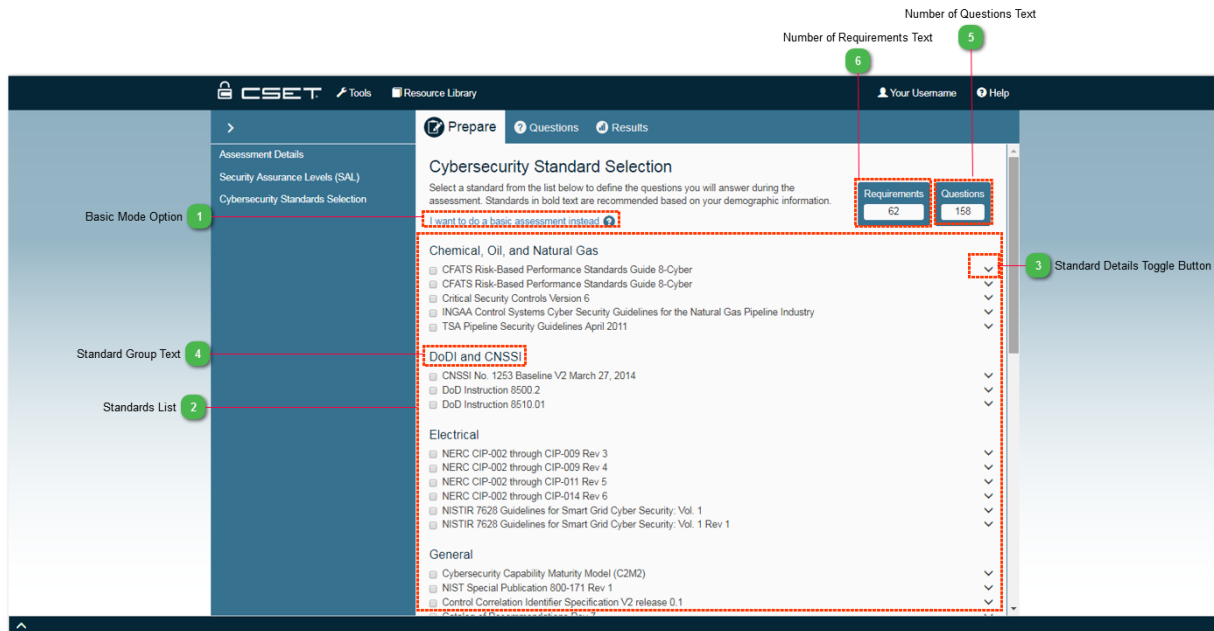 Number of Questions Text
5
Number of Requirements Text
6
CSET Tools Resource Library Your Username ? Help
Prepare ? Questions Results
Assessment Details
Security Assurance Levels (SAL)
Cybersecurity Standards Selection
Cybersecurity Standard Selection
Select a standard from the list below to define the questions you will answer during the
assessment. Standards in bold text are recommended based on your demographic information.
Requirements
62
Questions
158
Basic Mode Option 1
I want to do a basic assessment instead ?
Chemical, Oil, and Natural Gas
CFATS Risk-Based Performance Standards Guide 8-Cyber
3 Standard Details Toggle Button
CFATS Risk-Based Performance Standards Guide 8-Cyber
Critical Security Controls Version 6
INGAA Control Systems Cyber Security Guidelines for the Natural Gas Pipeline Industry
TSA Pipeline Security Guidelines April 2011
Standard Group Text 4
DoDI and CNSSI
CNSSI No. 1253 Baseline V2 March 27, 2014
DoD Instruction 8500.2
DoD Instruction 8510.01
Standards List 2
Electrical
NERC CIP-002 through CIP-009 Rev 3
NERC CIP-002 through CIP-009 Rev 4
NERC CIP-002 through CIP-011 Rev 5
NERC CIP-002 through CIP-014 Rev 6
NISTIR 7628 Guidelines for Smart Grid Cyber Security: Vol. 1
NISTIR 7628 Guidelines for Smart Grid Cyber Security: Vol. 1 Rev 1
General
Cybersecurity Capability Maturity Model (C2M2)
NIST Special Publication 800-171 Rev 1
Control Correlation Identifier Specification V2 release 0.1